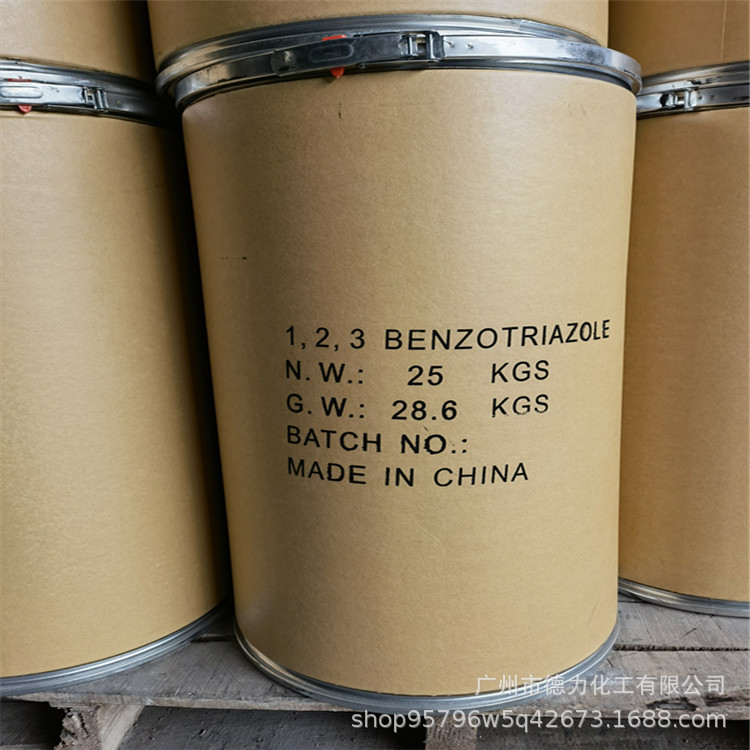 1, 2, 3 BENZOTRIAZOLE
N. W.: 25 KGS
G. W.: 28.6 KGS
BATCH NO.:
MADE IN CHINA
广州市德力化工有限公司
shop95796w5q42673.1688.com